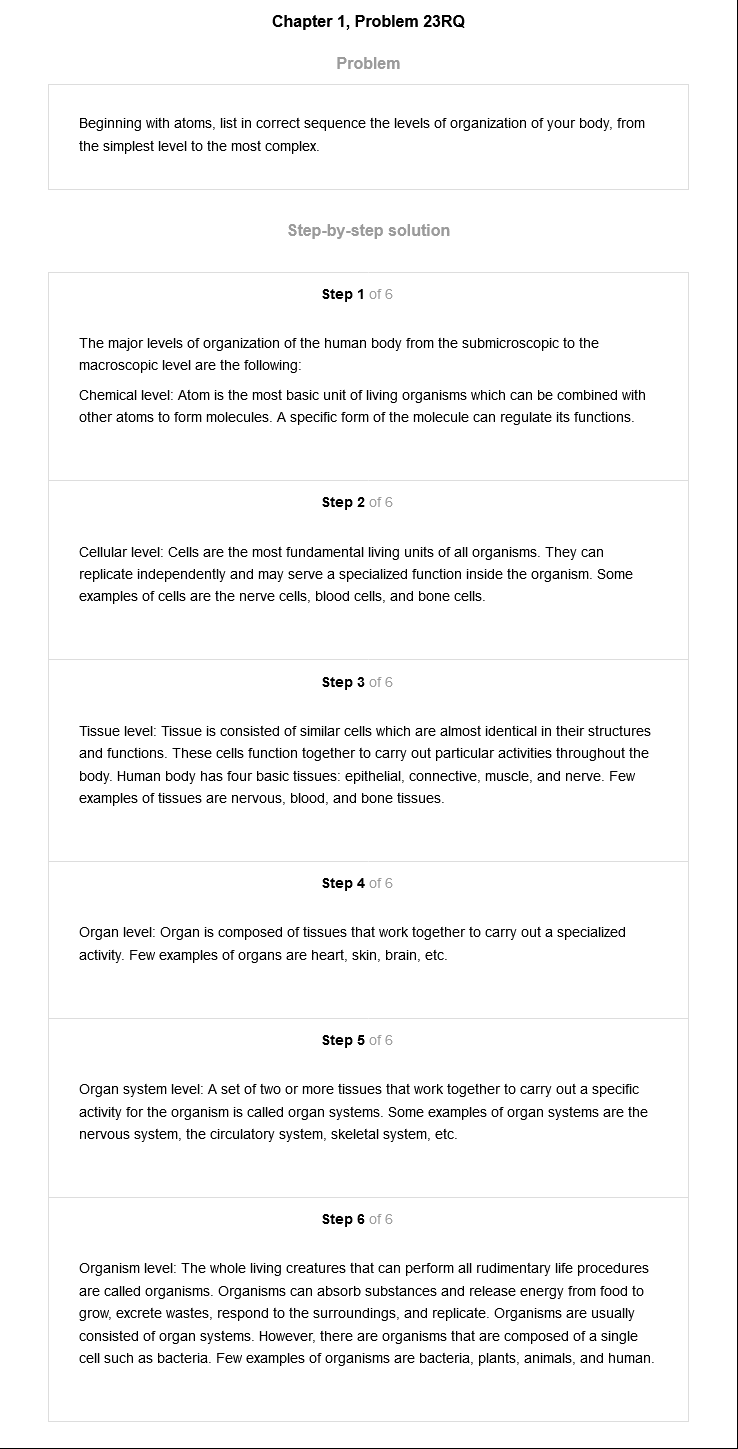 Chapter 1, Problem 23RQ
Problem
Beginning with atoms, list in correct sequence the levels of organization of your body, from
the simplest level to the most complex.
Step-by-step solution
Step 1 of 6
The major levels of organization of the human body from the submicroscopic to the
macroscopic level are the following:
Chemical level: Atom is the most basic unit of living organisms which can be combined with
other atoms to form molecules. A specific form of the molecule can regulate its functions.
Step 2 of 6
Cellular level: Cells are the most fundamental living units of all organisms. They can
replicate independently and may serve a specialized function inside the organism. Some
examples of cells are the nerve cells, blood cells, and bone cells.
Step 3 of 6
Tissue level: Tissue is consisted of similar cells which are almost identical in their structures
and functions. These cells function together to carry out particular activities throughout the
body. Human body has four basic tissues: epithelial, connective, muscle, and nerve. Few
examples of tissues are nervous, blood, and bone tissues.
Step 4 of 6
Organ level: Organ is composed of tissues that work together to carry out a specialized
activity. Few examples of organs are heart, skin, brain, etc.
Step 5 of 6
Organ system level: A set of two or more tissues that work together to carry out a specific
activity for the organism is called organ systems. Some examples of organ systems are the
nervous system, the circulatory system, skeletal system, etc.
Step 6 of 6
Organism level: The whole living creatures that can perform all rudimentary life procedures
are called organisms. Organisms can absorb substances and release energy from food to
grow, excrete wastes, respond to the surroundings, and replicate. Organisms are usually
consisted of organ systems. However, there are organisms that are composed of a single
cell such as bacteria. Few examples of organisms are bacteria, plants, animals, and human.